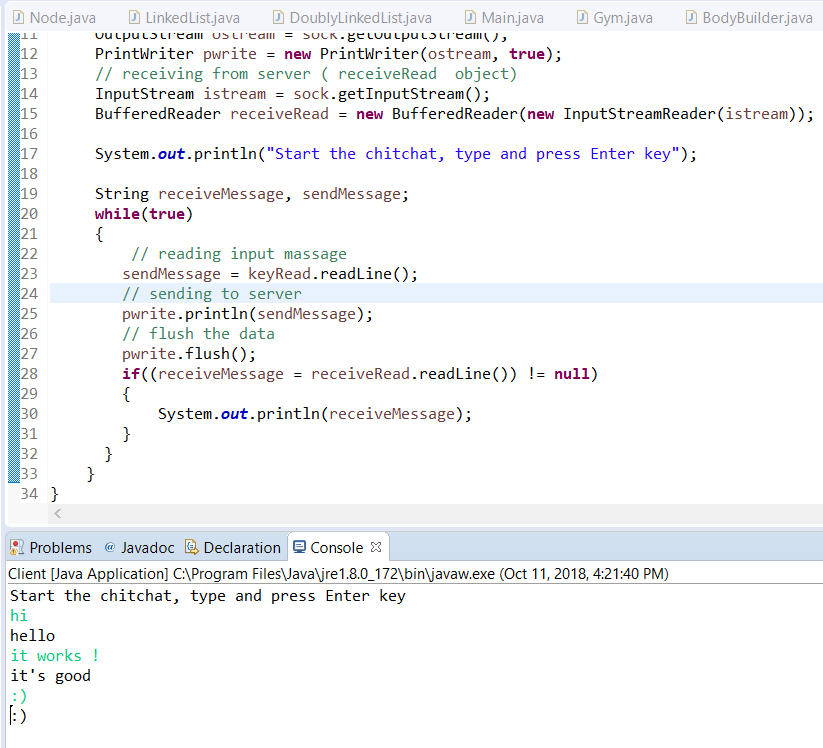 Node.java LinkedList.java DoublyLinkedList.java Main.java Gym.java BodyBuilder.java
11 OutputStream ostream = sock.getOutputStream();
12 PrintWriter pwrite = new PrintWriter(ostream, true);
13 // receiving from server ( receiveRead  object)
14 InputStream istream = sock.getInputStream();
15 BufferedReader receiveRead = new BufferedReader(new InputStreamReader(istream));
16
17 System.out.println("Start the chitchat, type and press Enter key");
18
19 String receiveMessage, sendMessage;
20 while(true)
21 {
22 // reading input massage
23 sendMessage = keyRead.readLine();
24 // sending to server
25 pwrite.println(sendMessage);
26 // flush the data
27 pwrite.flush();
28 if((receiveMessage = receiveRead.readLine()) != null)
29 {
30 System.out.println(receiveMessage);
31 }
32 }
33 }
34 }
Problems @ Javadoc Declaration Console
Client [Java Application] C:\Program Files\Java\jre1.8.0_172\bin\javaw.exe (Oct 11, 2018, 4:21:40 PM)
Start the chitchat, type and press Enter key
hi
hello
it works !
it's good
:)
:)